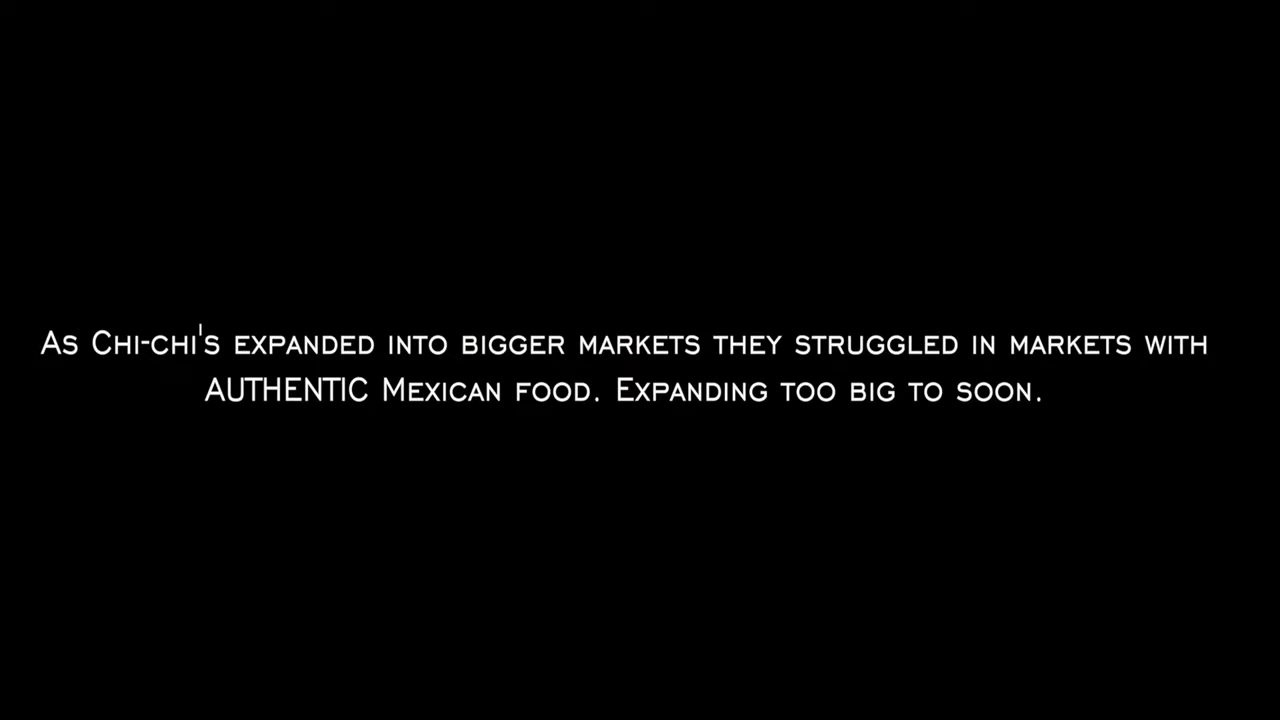 As Chi-chi's expanded into bigger markets they struggled in markets with
AUTHENTIC Mexican food. Expanding too big to soon.